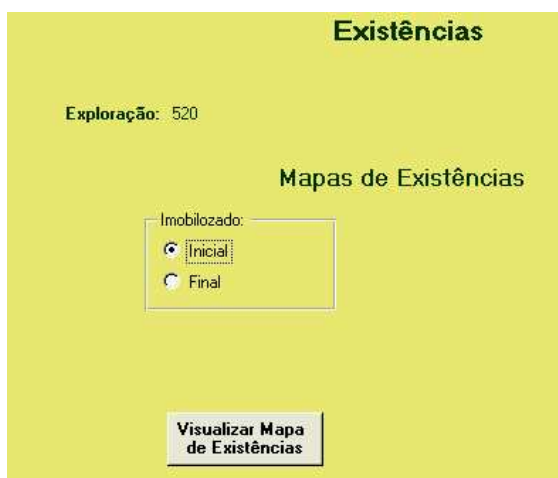 Existências
Exploração: 520
Mapas de Existências
Imobilozado:
Inicial
Final
Visualizar Mapa
de Existências